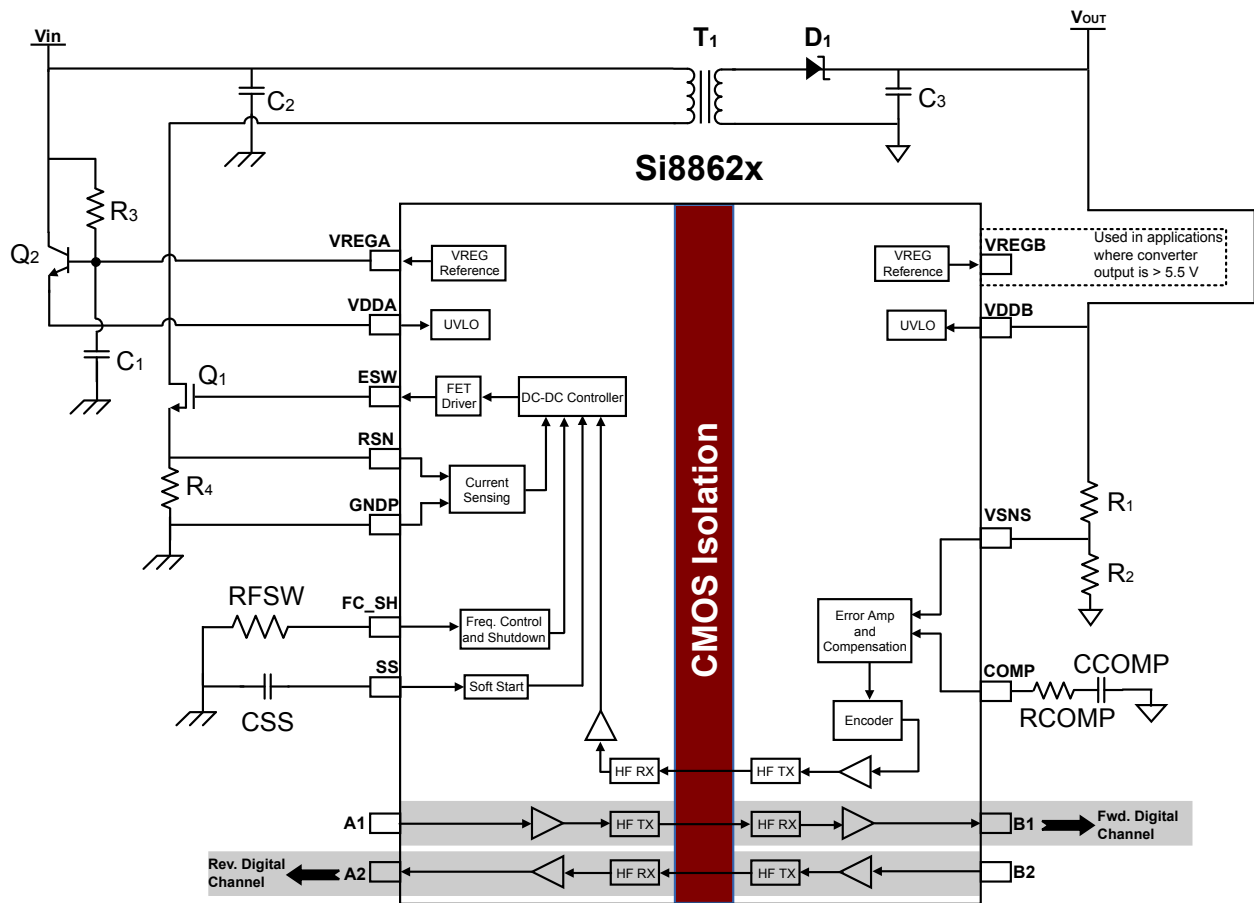 Vin
T1
D1
VOUT
C2
C3
Si8862x
R3
Q2
VREGA
VREG
Reference
VREG
Reference
VREGB
Used in applications
where converter
output is > 5.5 V
VDDA
UVLO
UVLO
VDDB
C1
Q1
ESW
FET
Driver
DC-DC Controller
RSN
Current
Sensing
R4
GNDP
CMOS Isolation
R1
VSNS
R2
RFSW
FC_SH
Freq. Control
and Shutdown
Error Amp
and
Compensation
SS
Soft Start
CSS
COMP
CCOMP
RCOMP
Encoder
HF RX
HF TX
A1
HF TX
HF RX
B1
Fwd. Digital
Channel
Rev. Digital
Channel
A2
HF RX
HF TX
B2